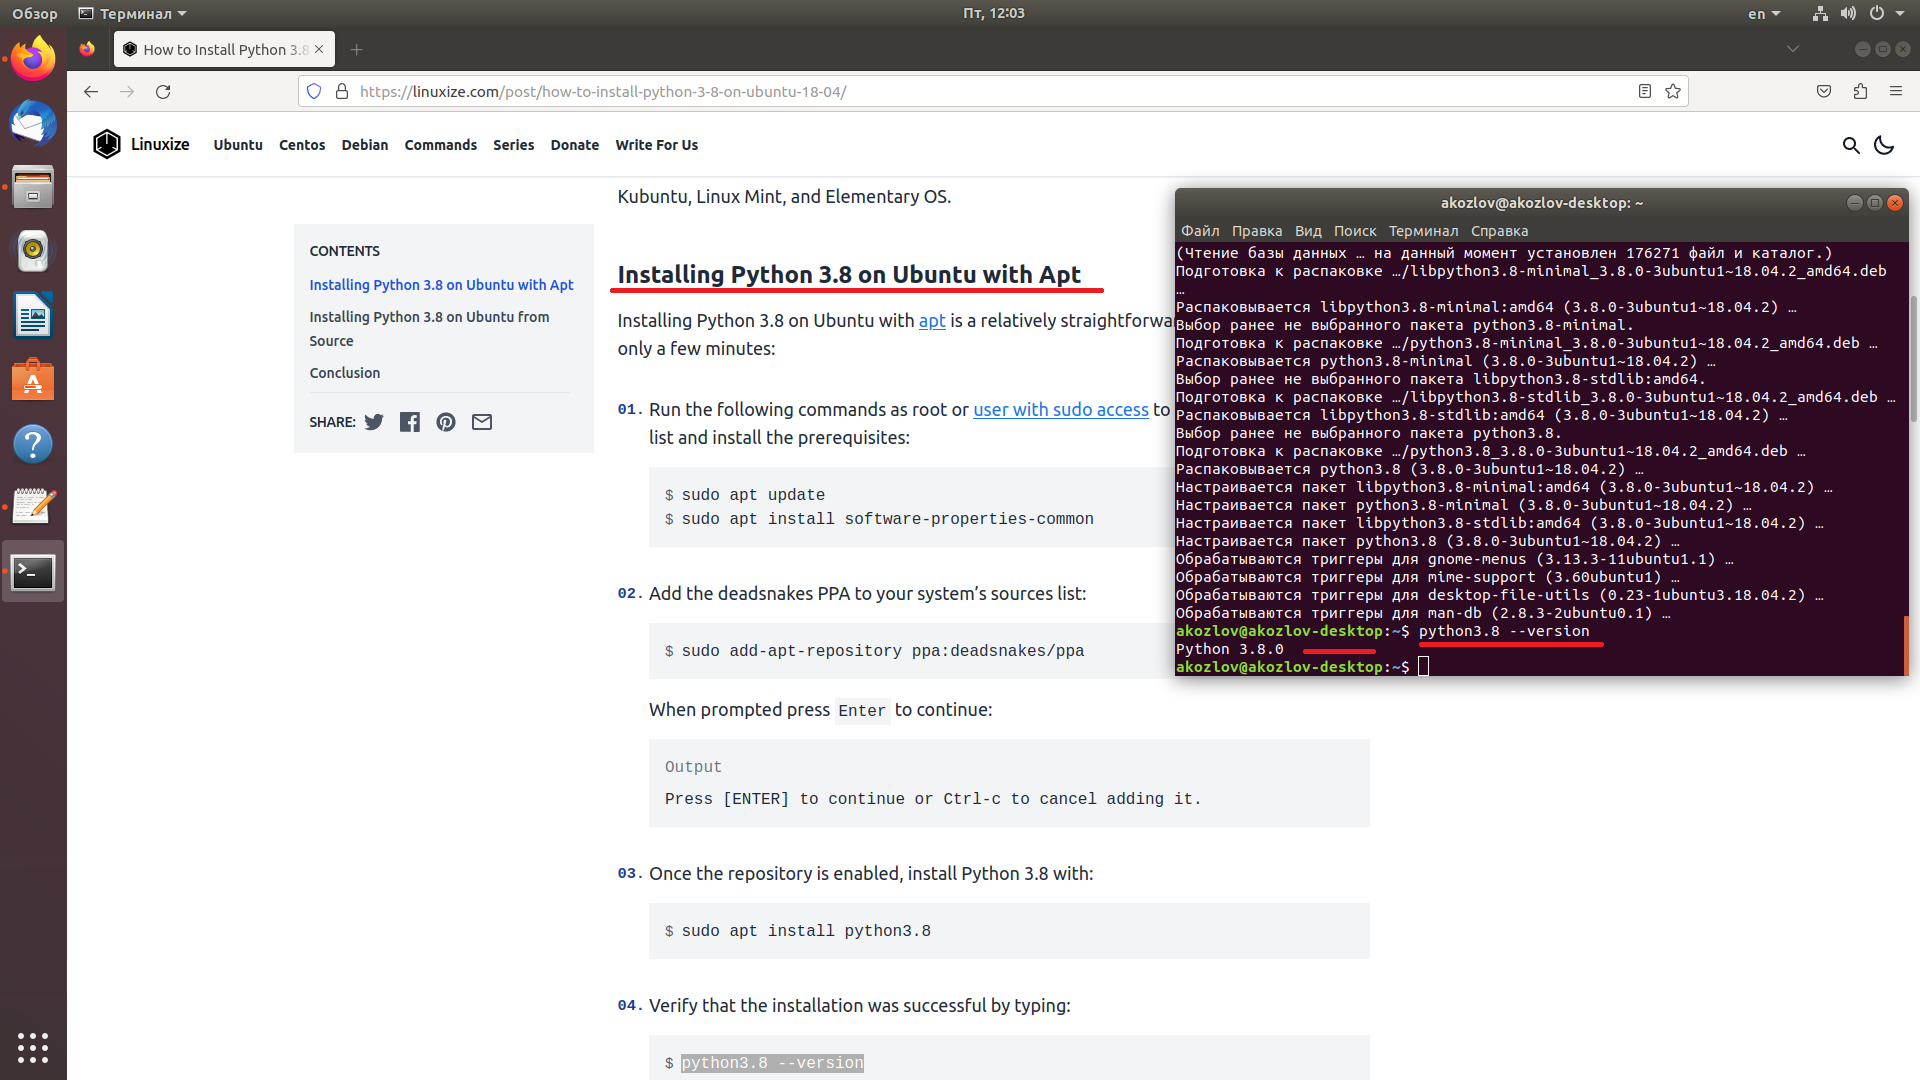 Обзор
Терминал
Пт, 12:03
en
How to Install Python 3.8
https://linuxize.com/post/how-to-install-python-3-8-on-ubuntu-18-04/
Linuxize
Ubuntu Centos Debian Commands Series Donate Write For Us
Kubuntu, Linux Mint, and Elementary OS.
CONTENTS
Installing Python 3.8 on Ubuntu with Apt
Installing Python 3.8 on Ubuntu from
Source
Conclusion
SHARE:
Installing Python 3.8 on Ubuntu with Apt
Installing Python 3.8 on Ubuntu with apt is a relatively straightforwa
only a few minutes:
01. Run the following commands as root or user with sudo access to
list and install the prerequisites:
$ sudo apt update
$ sudo apt install software-properties-common
02. Add the deadsnakes PPA to your system’s sources list:
$ sudo add-apt-repository ppa:deadsnakes/ppa
When prompted press Enter to continue:
Output
Press [ENTER] to continue or Ctrl-c to cancel adding it.
03. Once the repository is enabled, install Python 3.8 with:
$ sudo apt install python3.8
04. Verify that the installation was successful by typing:
$ python3.8 --version
akozlov@akozlov-desktop: ~
Файл Правка Вид Поиск Терминал Справка
(Чтение базы данных … на данный момент установлен 176271 файл и каталог.)
Подготовка к распаковке …/libpython3.8-minimal_3.8.0-3ubuntu1~18.04.2_amd64.deb
…
Распаковывается libpython3.8-minimal:amd64 (3.8.0-3ubuntu1~18.04.2) …
Выбор ранее не выбранного пакета python3.8-minimal.
Подготовка к распаковке …/python3.8-minimal_3.8.0-3ubuntu1~18.04.2_amd64.deb …
Распаковывается python3.8-minimal (3.8.0-3ubuntu1~18.04.2) …
Выбор ранее не выбранного пакета libpython3.8-stdlib:amd64.
Подготовка к распаковке …/libpython3.8-stdlib_3.8.0-3ubuntu1~18.04.2_amd64.deb …
Распаковывается libpython3.8-stdlib:amd64 (3.8.0-3ubuntu1~18.04.2) …
Выбор ранее не выбранного пакета python3.8.
Подготовка к распаковке …/python3.8_3.8.0-3ubuntu1~18.04.2_amd64.deb …
Распаковывается python3.8 (3.8.0-3ubuntu1~18.04.2) …
Настраивается пакет libpython3.8-minimal:amd64 (3.8.0-3ubuntu1~18.04.2) …
Настраивается пакет python3.8-minimal (3.8.0-3ubuntu1~18.04.2) …
Настраивается пакет libpython3.8-stdlib:amd64 (3.8.0-3ubuntu1~18.04.2) …
Настраивается пакет python3.8 (3.8.0-3ubuntu1~18.04.2) …
Обрабатываются триггеры для gnome-menus (3.13.3-11ubuntu1.1) …
Обрабатываются триггеры для mime-support (3.60ubuntu1) …
Обрабатываются триггеры для desktop-file-utils (0.23-1ubuntu3.18.04.2) …
Обрабатываются триггеры для man-db (2.8.3-2ubuntu0.1) …
akozlov@akozlov-desktop:~$ python3.8 --version
Python 3.8.0
akozlov@akozlov-desktop:~$